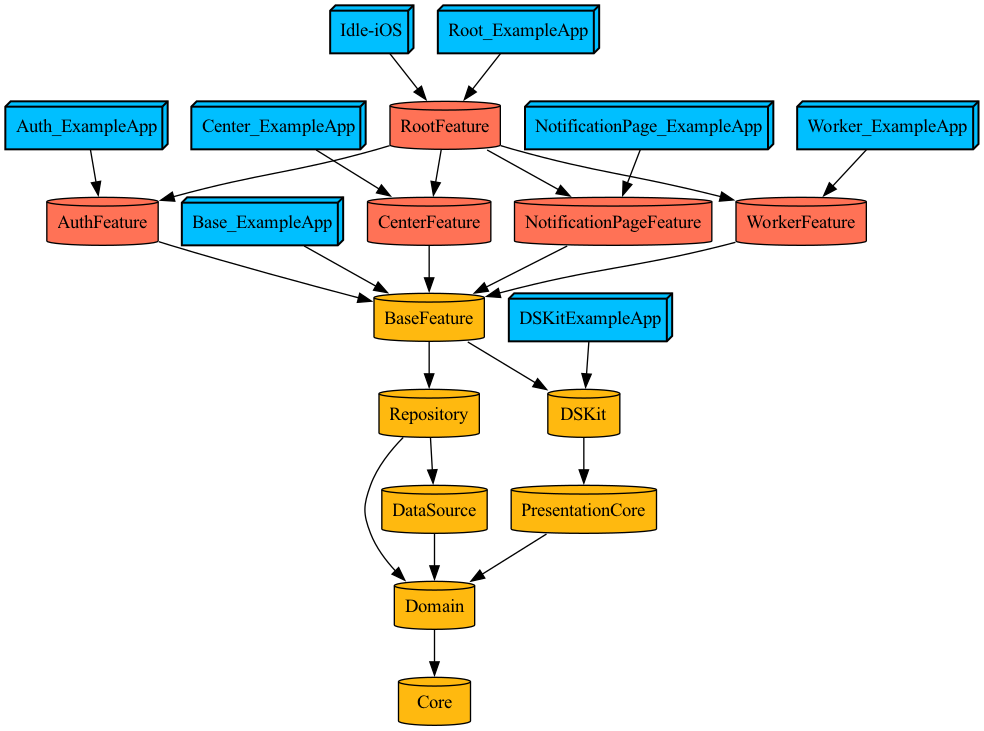 Idle-iOS
Root_ExampleApp
Auth_ExampleApp
Center_ExampleApp
RootFeature
NotificationPage_ExampleApp
Worker_ExampleApp
AuthFeature
Base_ExampleApp
CenterFeature
NotificationPageFeature
WorkerFeature
BaseFeature
DSKitExampleApp
Repository
DSKit
DataSource
PresentationCore
Domain
Core